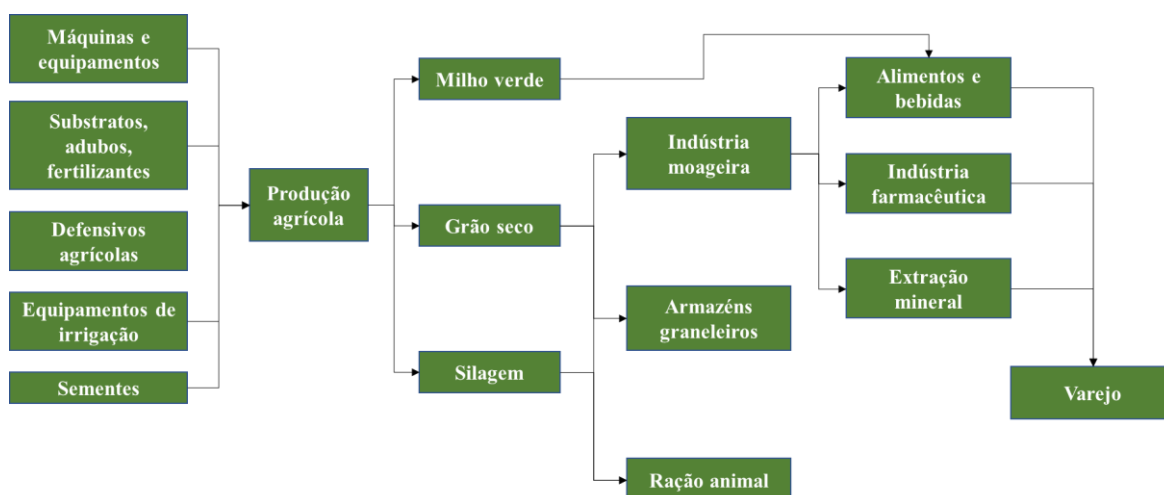 Máquinas e
equipamentos
Substratos,
adubos,
fertilizantes
Defensivos
agrícolas
Equipamentos de
irrigação
Sementes
Produção
agrícola
Milho verde
Grão seco
Silagem
Indústria
moageira
Armazéns
graneleiros
Ração animal
Alimentos e
bebidas
Indústria
farmacêutica
Extração
mineral
Varejo